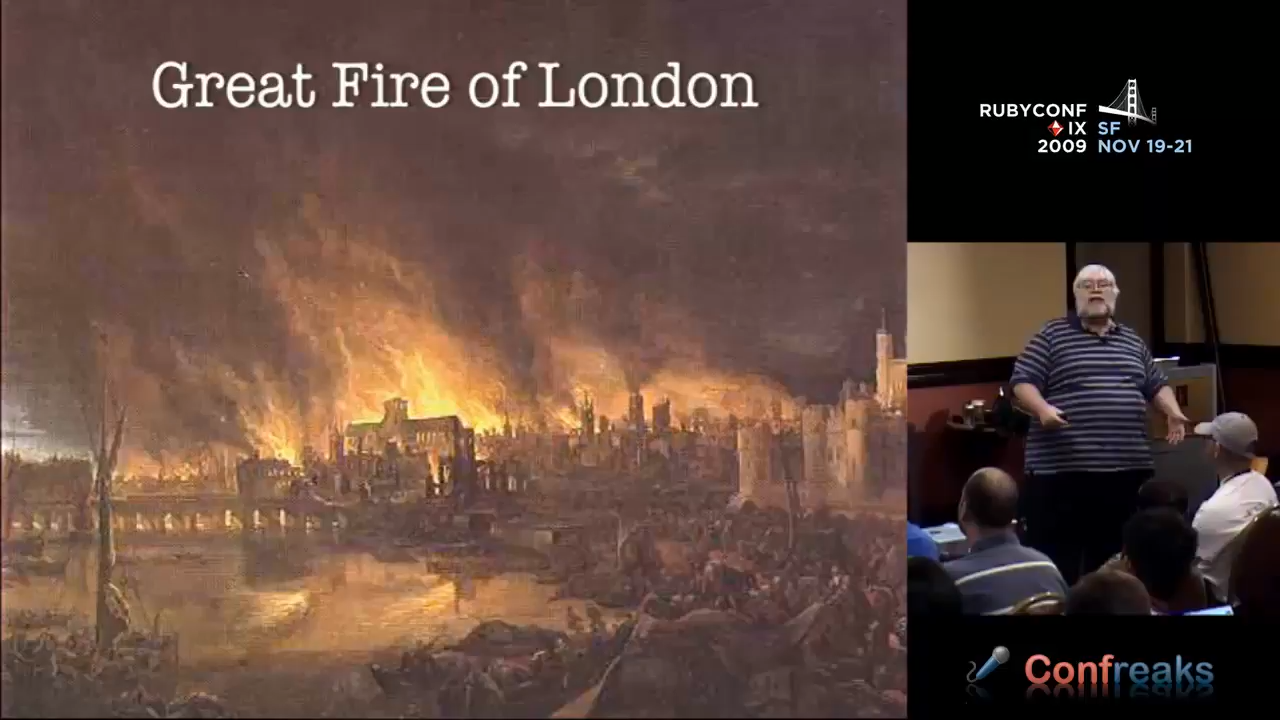 Great Fire of London
RUBYCONF
IX SF
2009 NOV 19-21
Confreaks